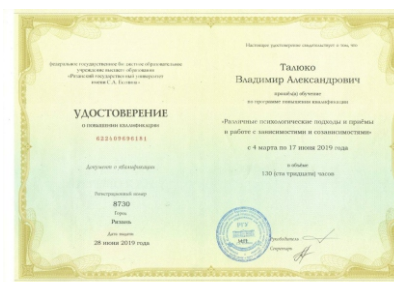 федеральное государственное бюджетное образовательное
учреждение высшего образования
«Рязанский государственный университет
имени С.А. Есенина»
УДОСТОВЕРЕНИЕ
о повышении квалификации
Документ о квалификации
Регистрационный номер
8730
Город
Рязань
Дата выдачи
28 июня 2019 года
Настоящее удостоверение свидетельствует о том, что
Талюко
Владимир Александрович
прошёл(а) обучение
по программе повышения квалификации
«Различные психологические подходы и приёмы
в работе с зависимостями и созависимостями»
с 4 марта по 17 июня 2019 года
в объёме
130 (сто тридцати) часов
Руководитель
Секретарь